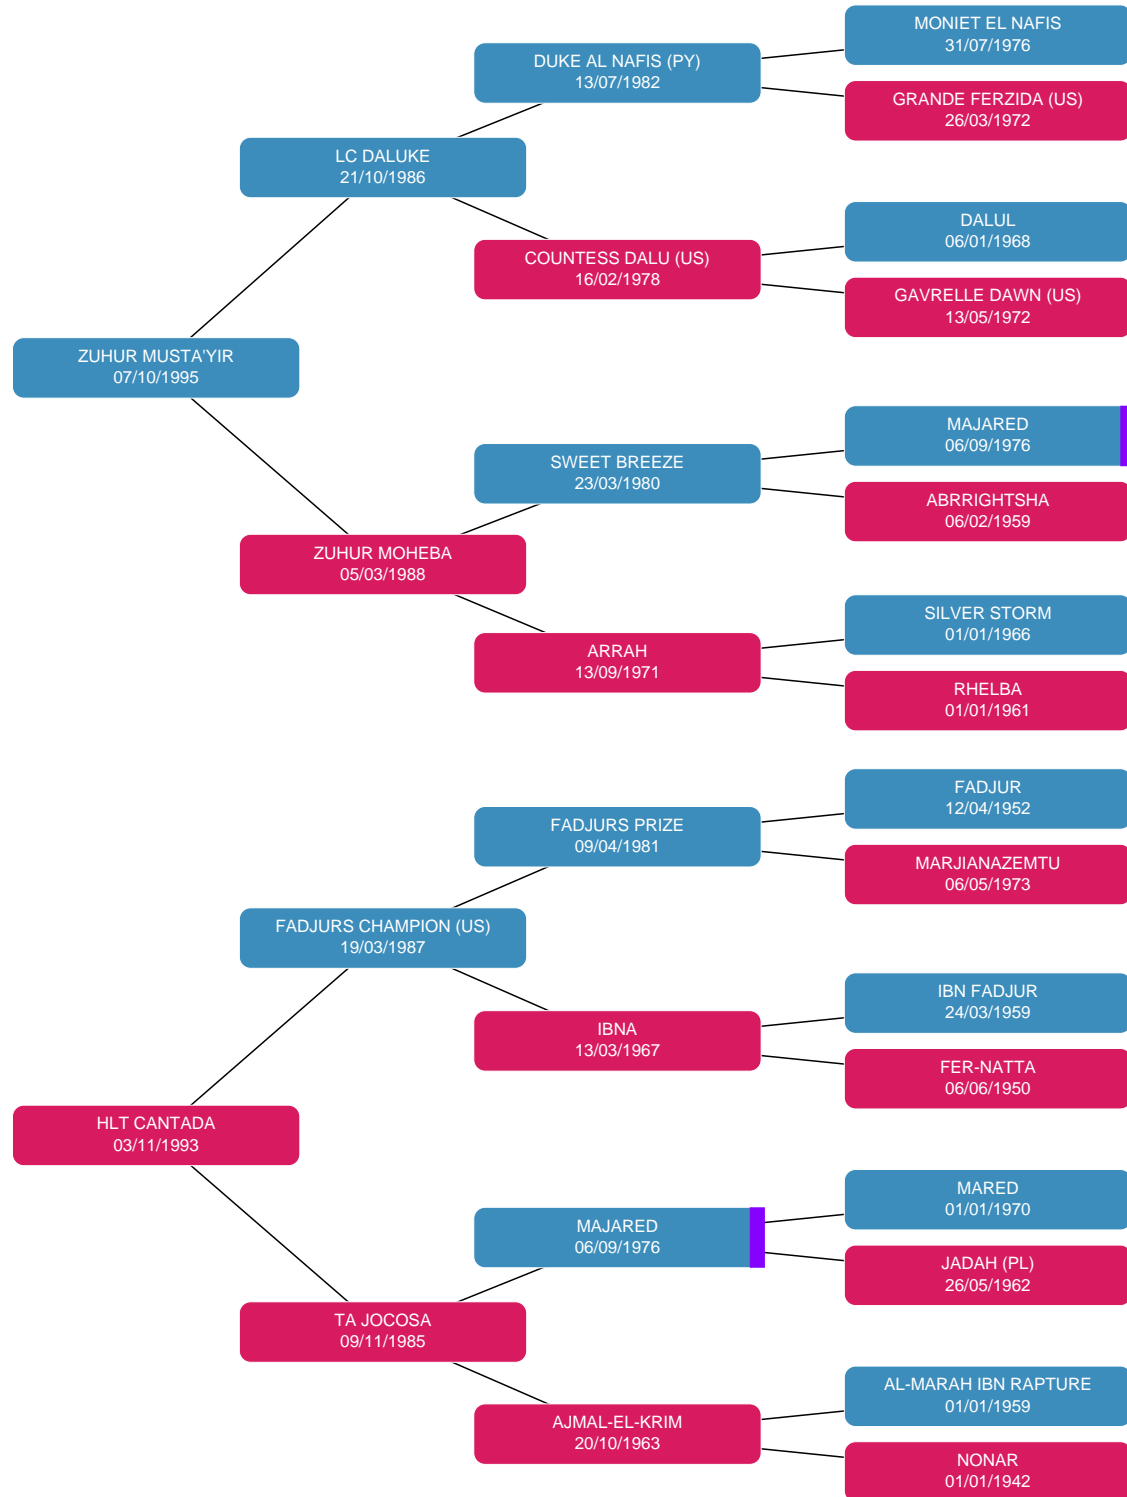 MONIET EL NAFIS
31/07/1976
DUKE AL NAFIS (PY)
13/07/1982
GRANDE FERZIDA (US)
26/03/1972
LC DALUKE
21/10/1986
DALUL
06/01/1968
COUNTESS DALU (US)
16/02/1978
GAVRELLE DAWN (US)
13/05/1972
ZUHUR MUSTA'YIR
07/10/1995
MAJARED
06/09/1976
SWEET BREEZE
23/03/1980
ABRRIGHTSHA
06/02/1959
ZUHUR MOHEBA
05/03/1988
SILVER STORM
01/01/1966
ARRAH
13/09/1971
RHELBA
01/01/1961
FADJUR
12/04/1952
FADJURS PRIZE
09/04/1981
MARJIANAZEMTU
06/05/1973
FADJURS CHAMPION (US)
19/03/1987
IBN FADJUR
24/03/1959
IBNA
13/03/1967
FER-NATTA
06/06/1950
HLT CANTADA
03/11/1993
MARED
01/01/1970
MAJARED
06/09/1976
JADAH (PL)
26/05/1962
TA JOCOSA
09/11/1985
AL-MARAH IBN RAPTURE
01/01/1959
AJMAL-EL-KRIM
20/10/1963
NONAR
01/01/1942